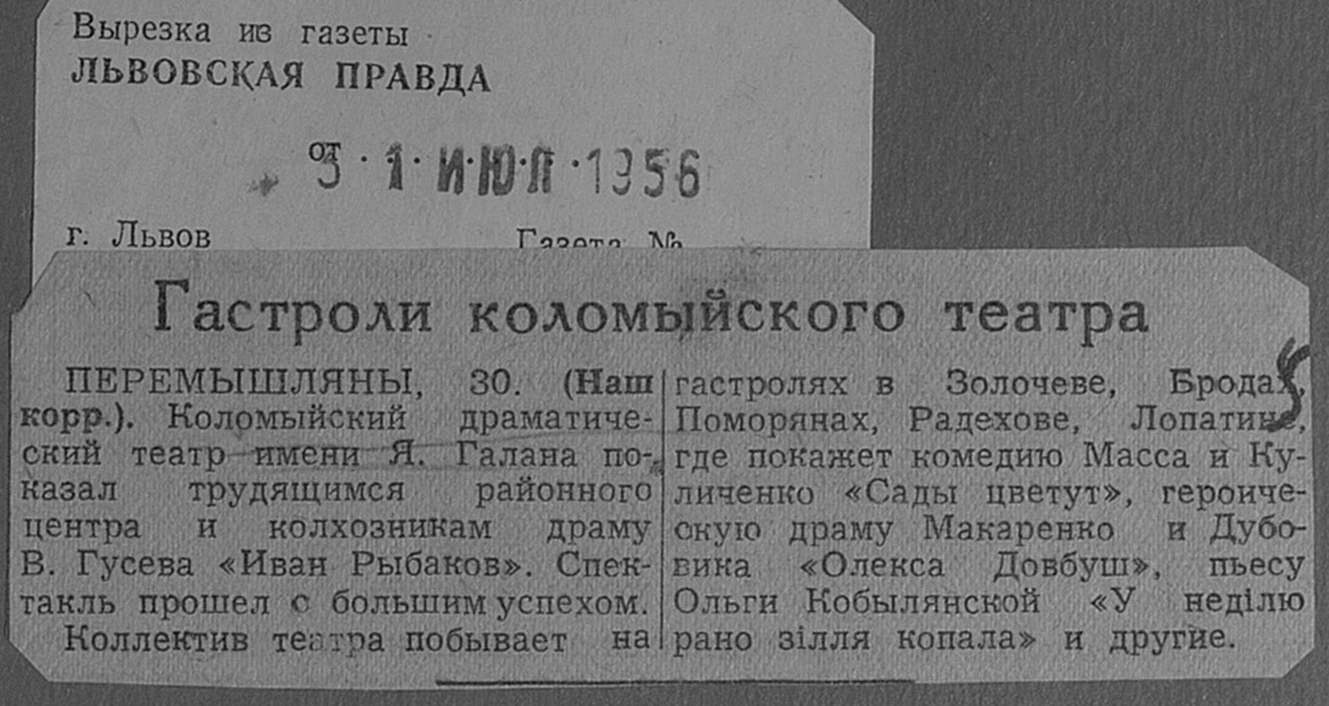 Вырезка из газеты
ЛЬВОВСКАЯ ПРАВДА
от 3 1 ИЮЛ 1956
г. Львов Газета №
Гастроли коломыйского театра
ПЕРЕМЫШЛЯНЫ, 30. (Наш
корр.). Коломыйский драматиче-
ский театр имени Я. Галана по-
казал трудящимся районного
центра и колхозникам драму
В. Гусева «Иван Рыбаков». Спек-
такль прошел с большим успехом.
Коллектив театра побывает на
гастролях в Золочеве, Бродах,
Поморянах, Радехове, Лопатине,
где покажет комедию Масса и Ку-
личенко «Сады цветут», героиче-
скую драму Макаренко и Дубо-
вика «Олекса Довбуш», пьесу
Ольги Кобылянской «У неділю
рано зілля копала» и другие.